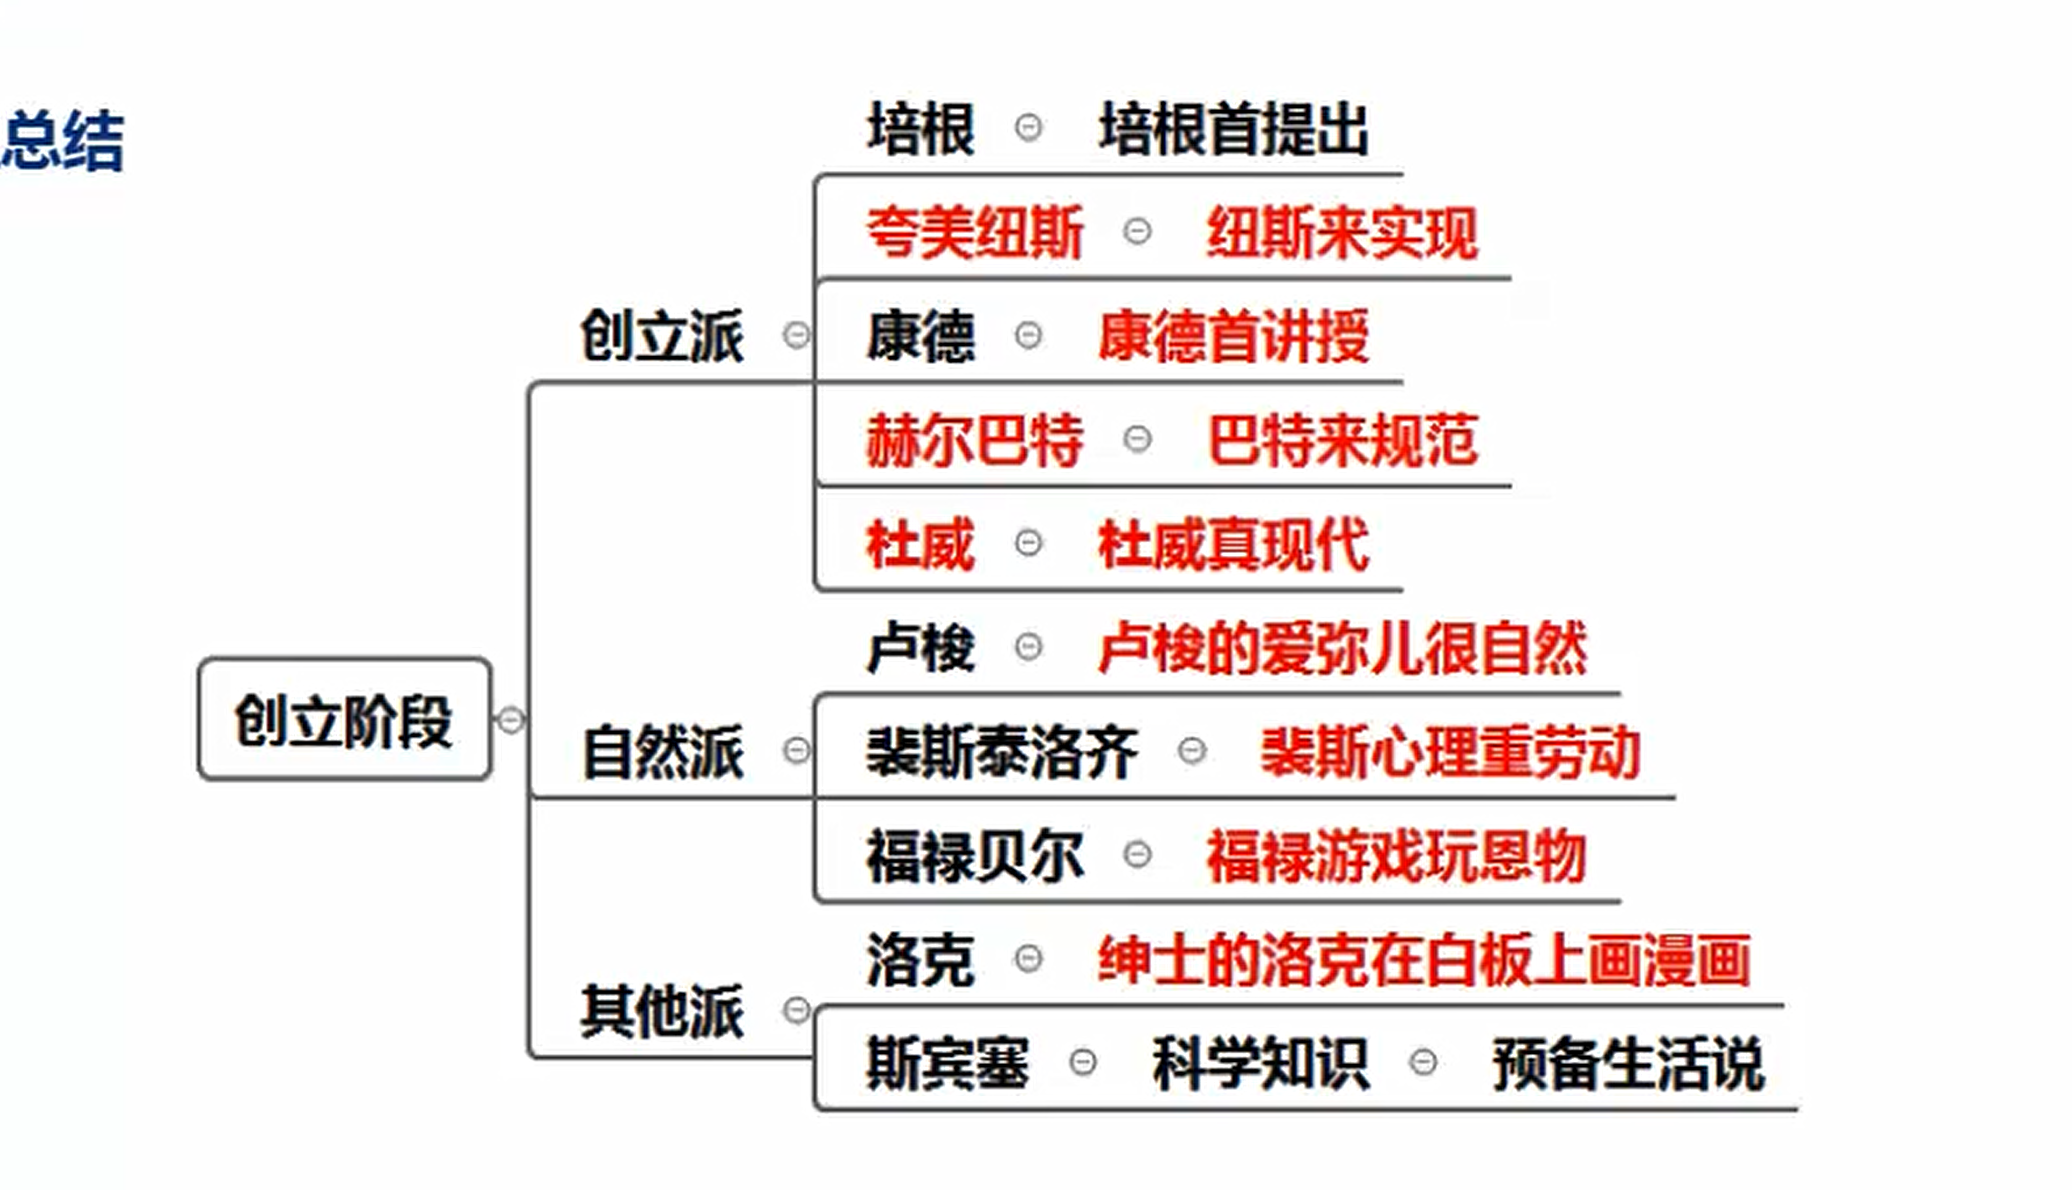 总结
培根 培根首提出
夸美纽斯 纽斯来实现
创立派 康德 康德首讲授
赫尔巴特 巴特来规范
杜威 杜威真现代
卢梭 卢梭的爱弥儿很自然
创立阶段
自然派 裴斯泰洛齐 裴斯心理重劳动
福禄贝尔 福禄游戏玩恩物
洛克 绅士的洛克在白板上画漫画
其他派
斯宾塞 科学知识 预备生活说